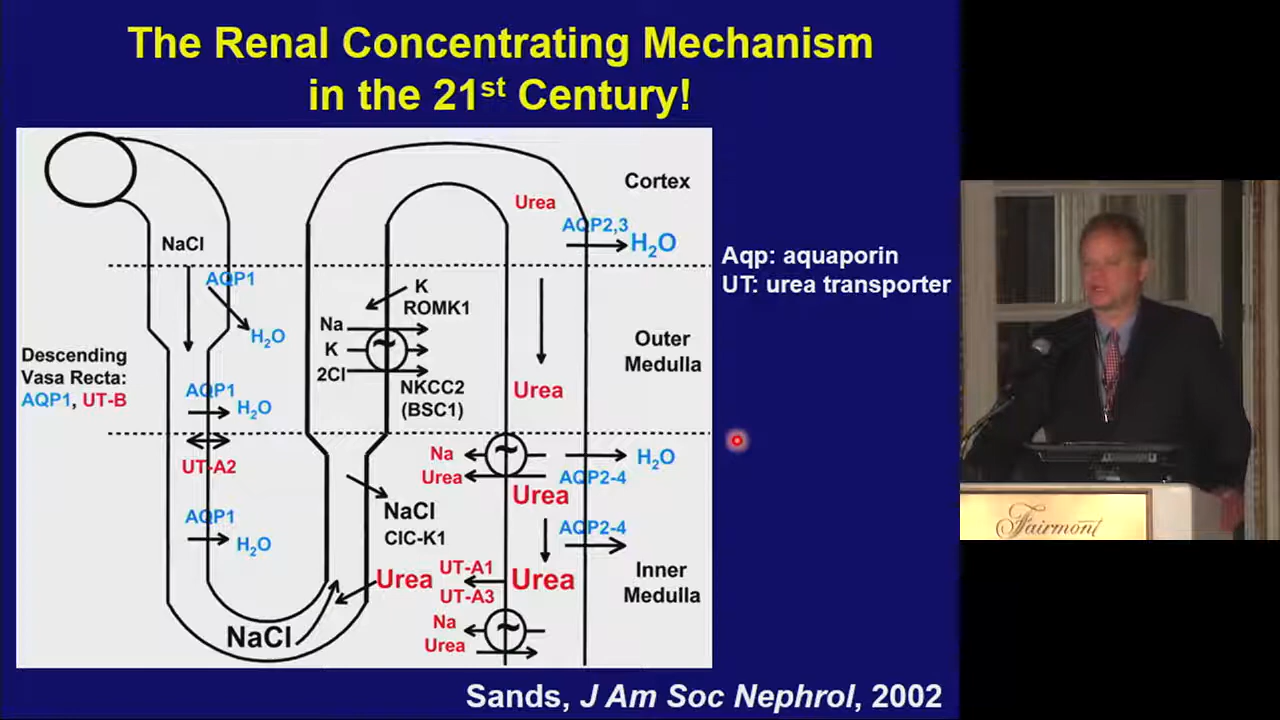 The Renal Concentrating Mechanism
in the 21st Century!
Cortex
Urea
AQP2,3
H2O
NaCl
AQP1
H2O
Aqp: aquaporin
UT: urea transporter
K
ROMK1
Na
K
2Cl
NKCC2
(BSC1)
Outer
Medulla
Urea
Descending
Vasa Recta:
AQP1, UT-B
AQP1
H2O
UT-A2
Na
Urea
Urea
H2O
AQP2-4
AQP1
H2O
NaCl
ClC-K1
AQP2-4
Urea
UT-A1
UT-A3
Urea
Inner
Medulla
NaCl
Na
Urea
Fairmont
Sands, J Am Soc Nephrol, 2002